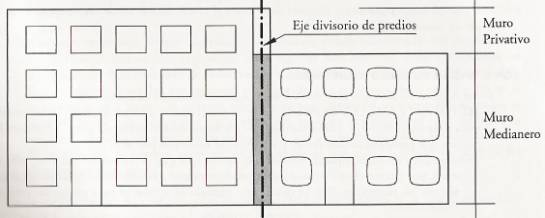 Eje divisorio de predios
Muro
Privativo
Muro
Medianero